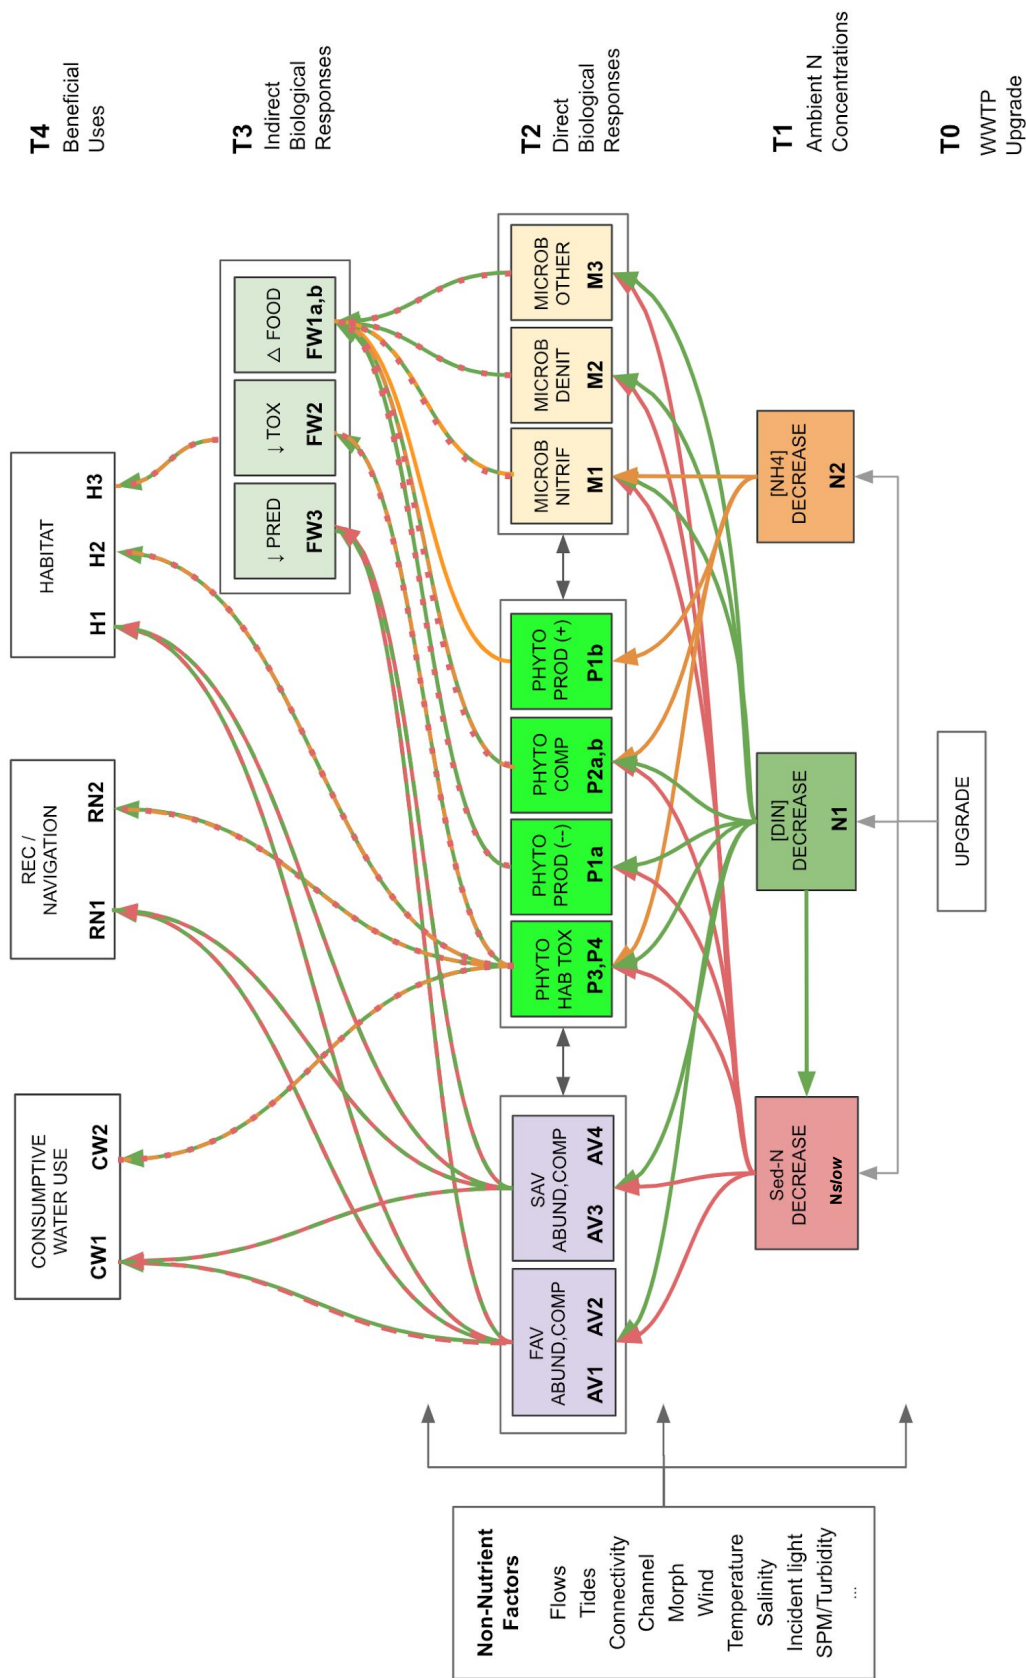 CONSUMPTIVE
WATER USE
CW1
CW2
REC /
NAVIGATION
RN1
RN2
HABITAT
H1
H2
H3
T4
Beneficial
Uses
↓ PRED
FW3
↓ TOX
FW2
△ FOOD
FW1a,b
T3
Indirect
Biological
Responses
FAV
ABUND,COMP
AV1
AV2
SAV
ABUND,COMP
AV3
AV4
PHYTO
HAB TOX
P3,P4
PHYTO
PROD (--)
P1a
PHYTO
COMP
P2a,b
PHYTO
PROD (+)
P1b
MICROB
NITRIF
M1
MICROB
DENIT
M2
MICROB
OTHER
M3
T2
Direct
Biological
Responses
Sed-N
DECREASE
Nslow
[DIN]
DECREASE
N1
[NH4]
DECREASE
N2
T1
Ambient N
Concentrations
UPGRADE
T0
WWTP
Upgrade
Non-Nutrient
Factors
Flows
Tides
Connectivity
Channel
Morph
Wind
Temperature
Salinity
Incident light
SPM/Turbidity
...